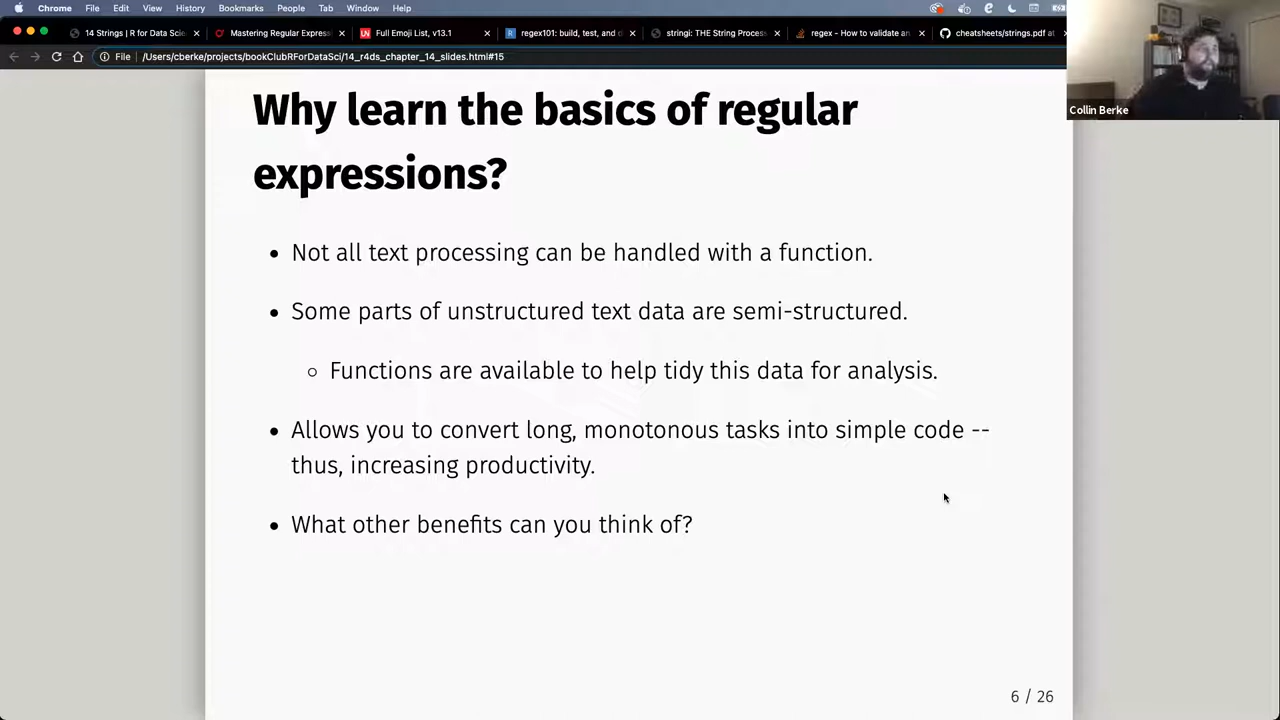 Chrome File Edit View History Bookmarks People Tab Window Help
14 Strings | R for Data Scie
Mastering Regular Express
Full Emoji List, v13.1
regex101: build, test, and d
stringi: THE String Process
regex - How to validate an
cheatsheets/strings.pdf at
File /Users/cberke/projects/bookClubRForDataSci/14_r4ds_chapter_14_slides.html#15
Collin Berke
Why learn the basics of regular
expressions?
Not all text processing can be handled with a function.
Some parts of unstructured text data are semi-structured.
Functions are available to help tidy this data for analysis.
Allows you to convert long, monotonous tasks into simple code --
thus, increasing productivity.
What other benefits can you think of?
6 / 26